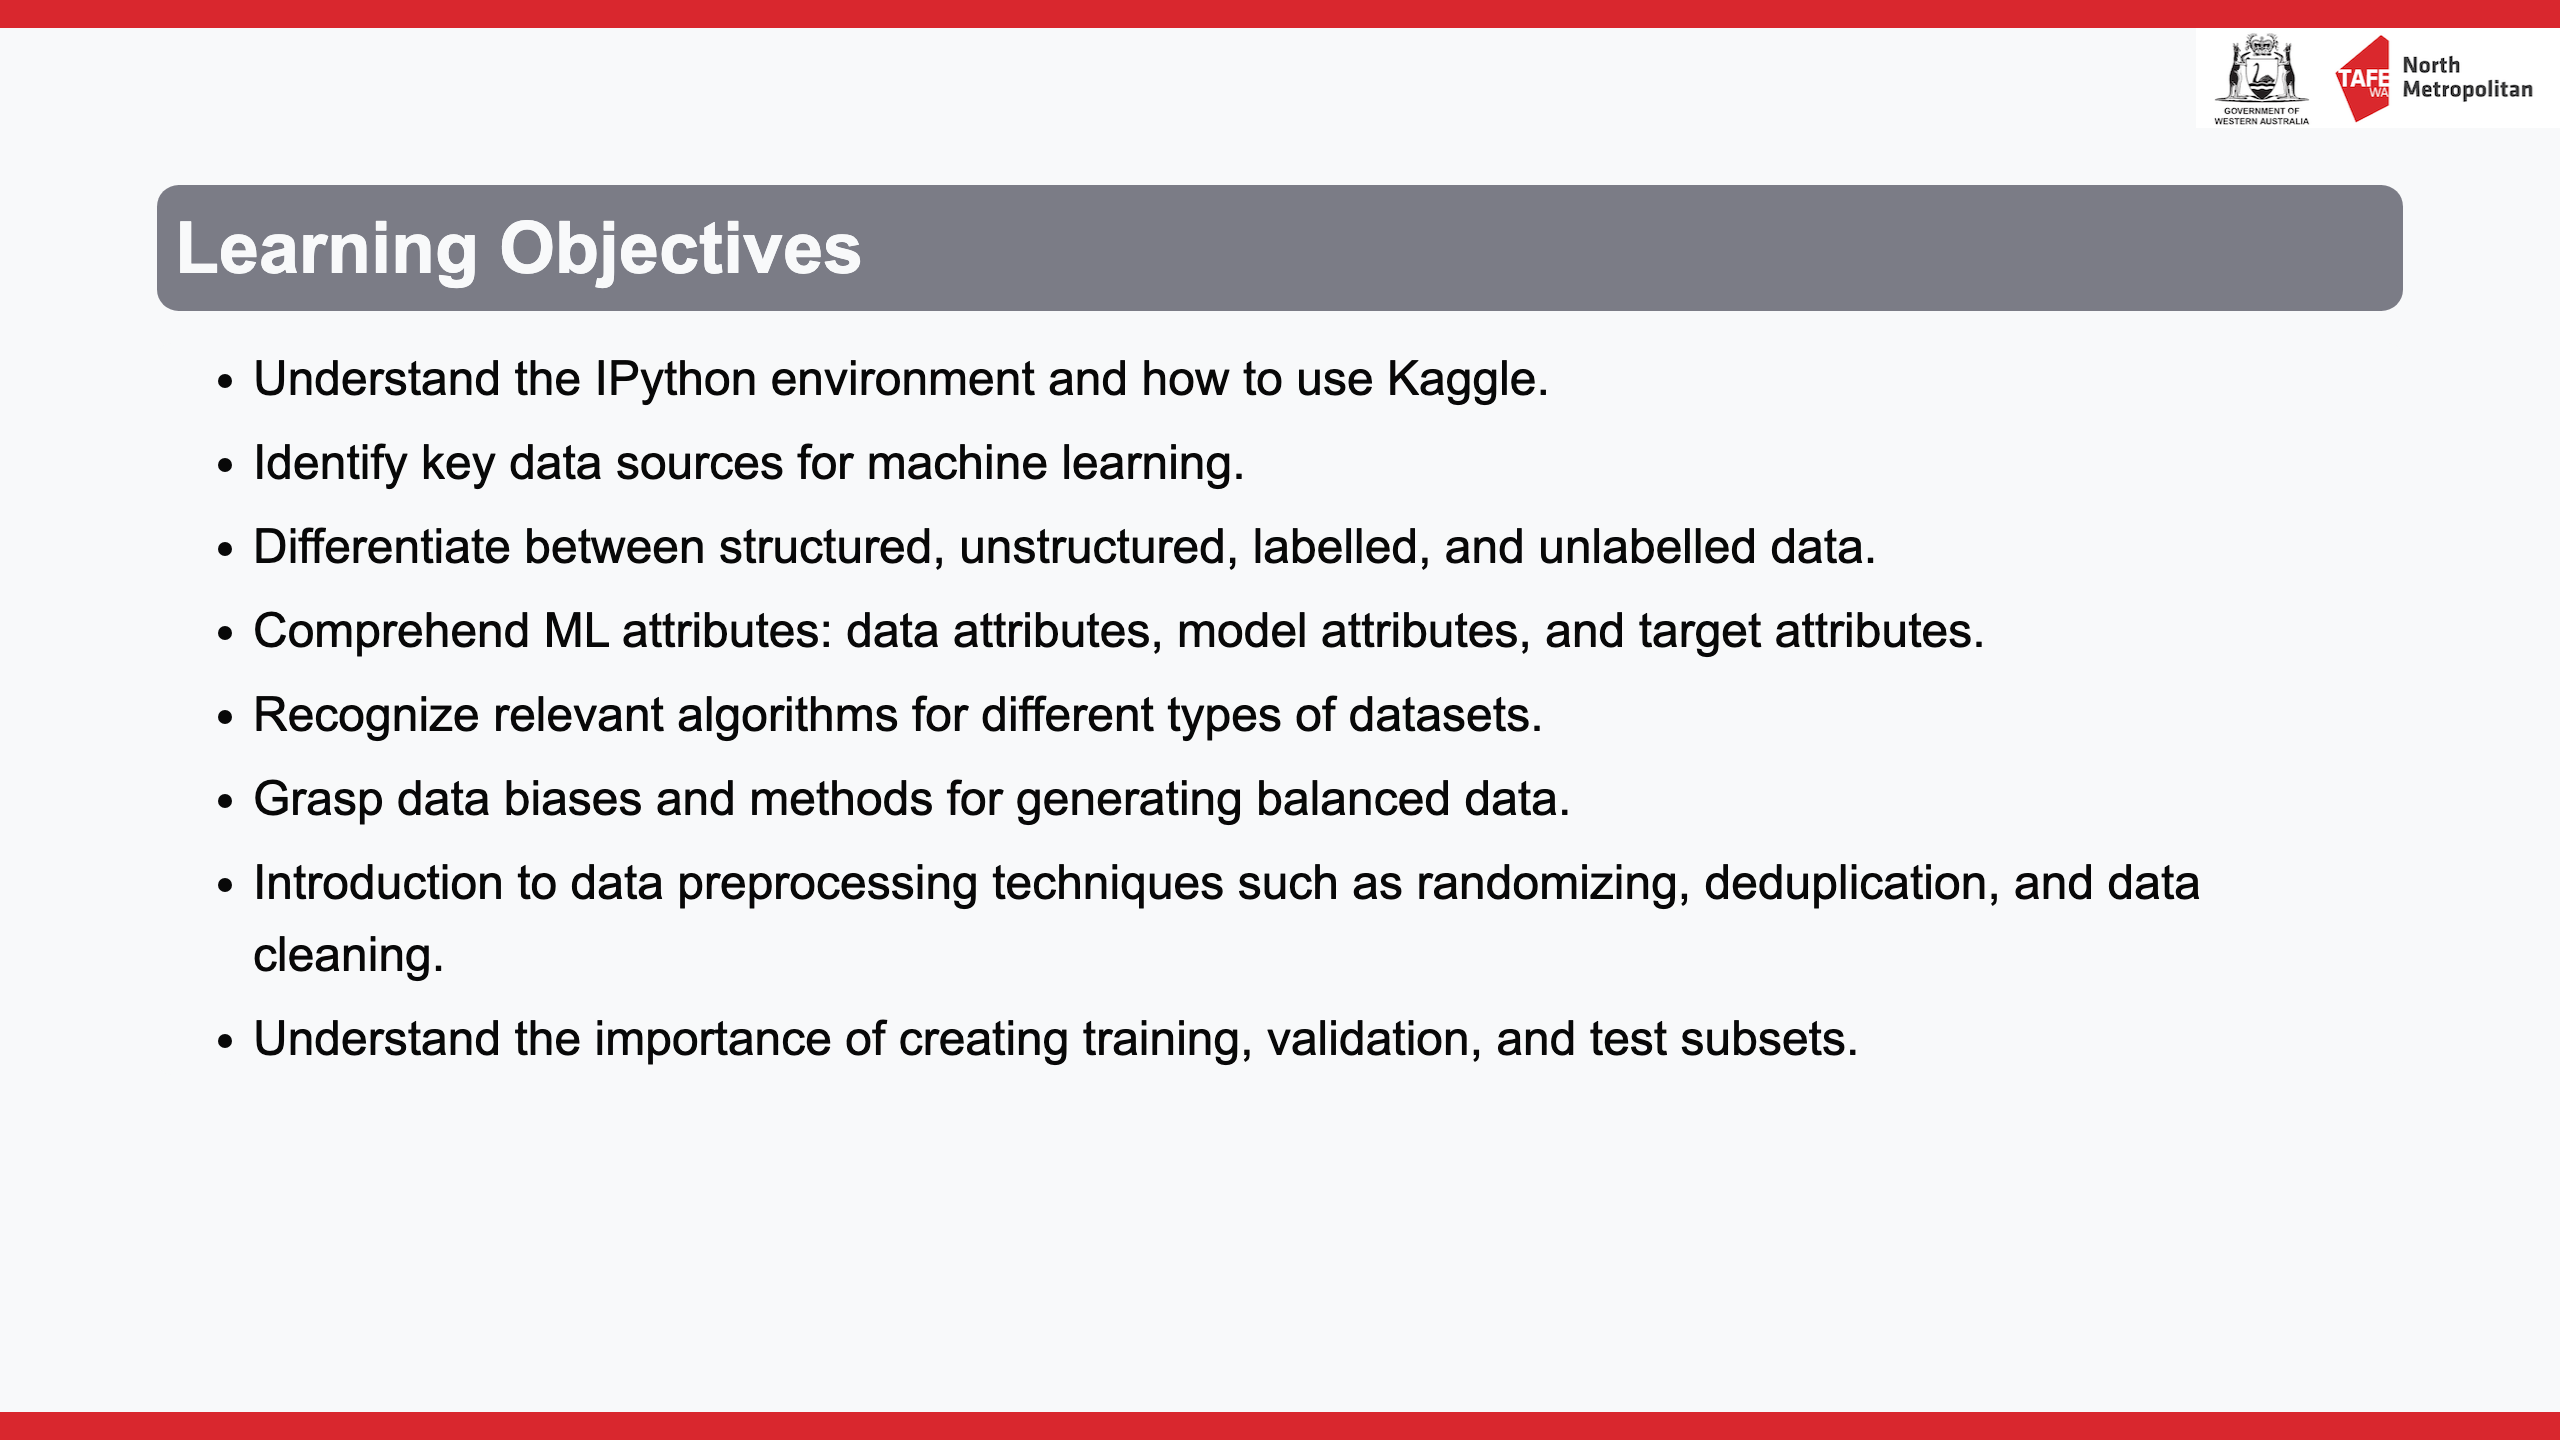 GOVERNMENT OF
WESTERN AUSTRALIA
TAFE
WA
North
Metropolitan
Learning Objectives
• Understand the IPython environment and how to use Kaggle.
• Identify key data sources for machine learning.
• Differentiate between structured, unstructured, labelled, and unlabelled data.
• Comprehend ML attributes: data attributes, model attributes, and target attributes.
• Recognize relevant algorithms for different types of datasets.
• Grasp data biases and methods for generating balanced data.
• Introduction to data preprocessing techniques such as randomizing, deduplication, and data
cleaning.
• Understand the importance of creating training, validation, and test subsets.